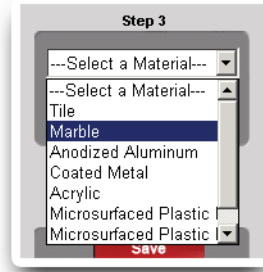 Step 3
---Select a Material---
---Select a Material---
Tile
Marble
Anodized Aluminum
Coated Metal
Acrylic
Microsurfaced Plastic
Microsurfaced Plastic
Save